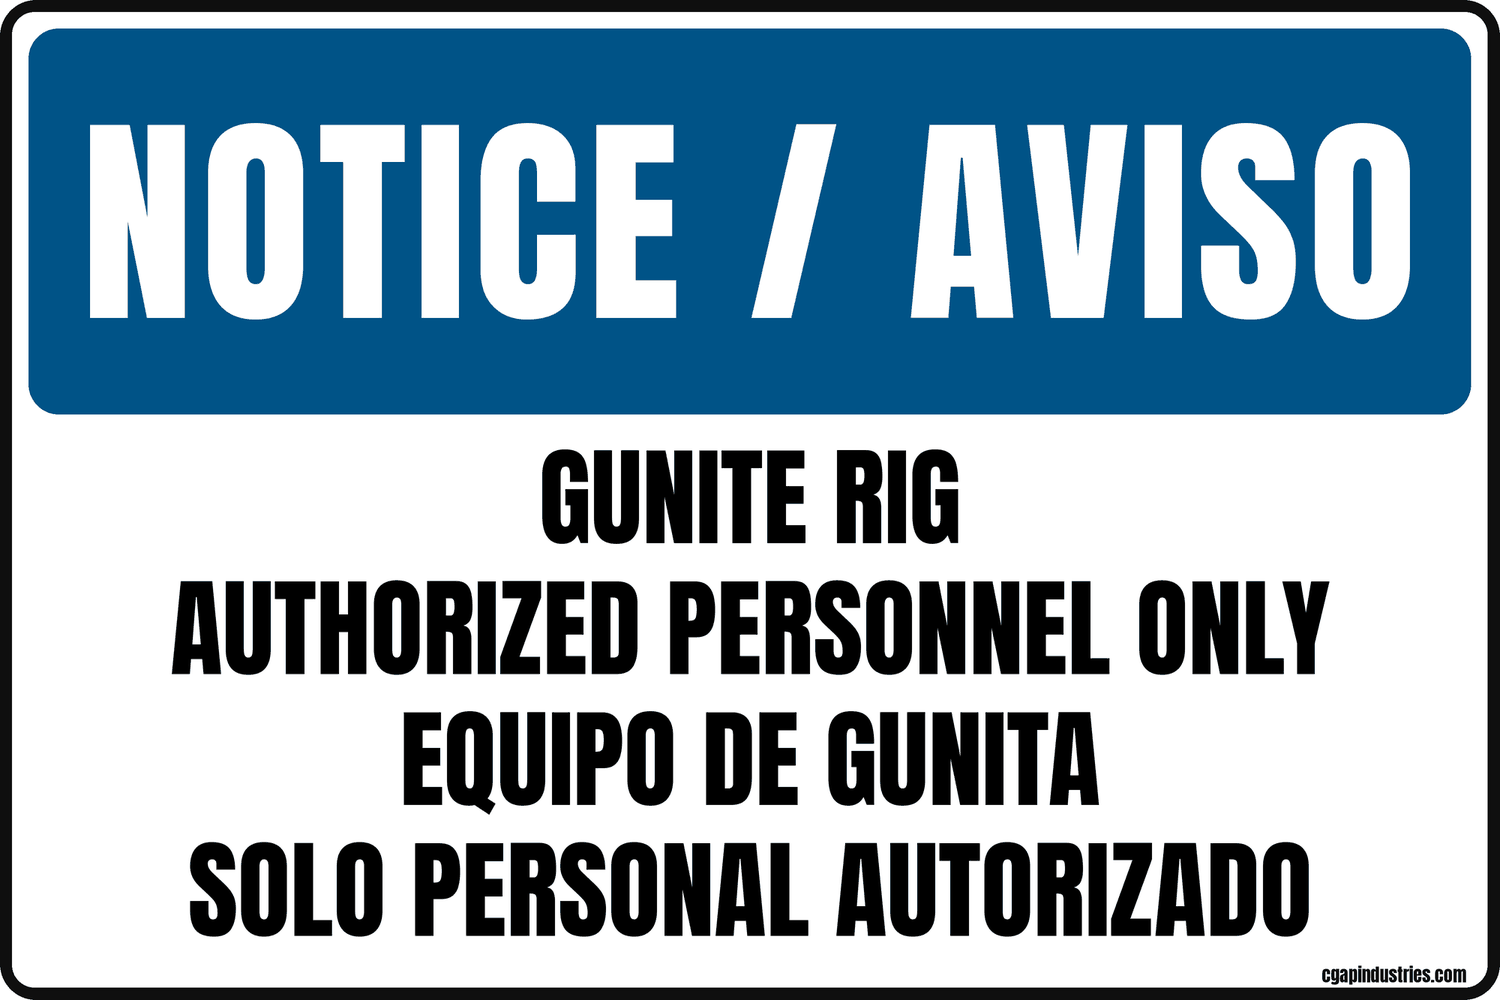 NOTICE / AVISO
GUNITE RIG
AUTHORIZED PERSONNEL ONLY
EQUIPO DE GUNITA
SOLO PERSONAL AUTORIZADO
cgapindustries.com